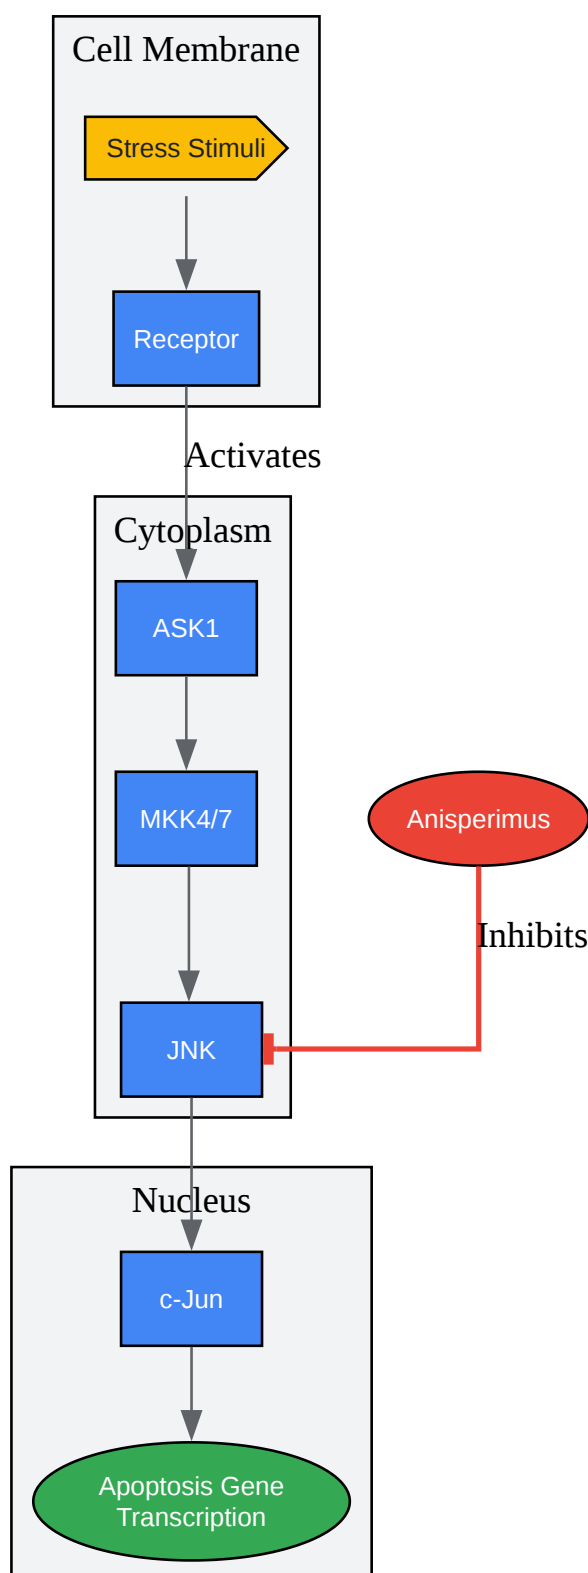 Cell Membrane
Stress Stimuli
Receptor
Activates
Cytoplasm
ASK1
MKK4/7
Anisperimus
Inhibits
JNK
Nucleus
c-Jun
Apoptosis Gene
Transcription